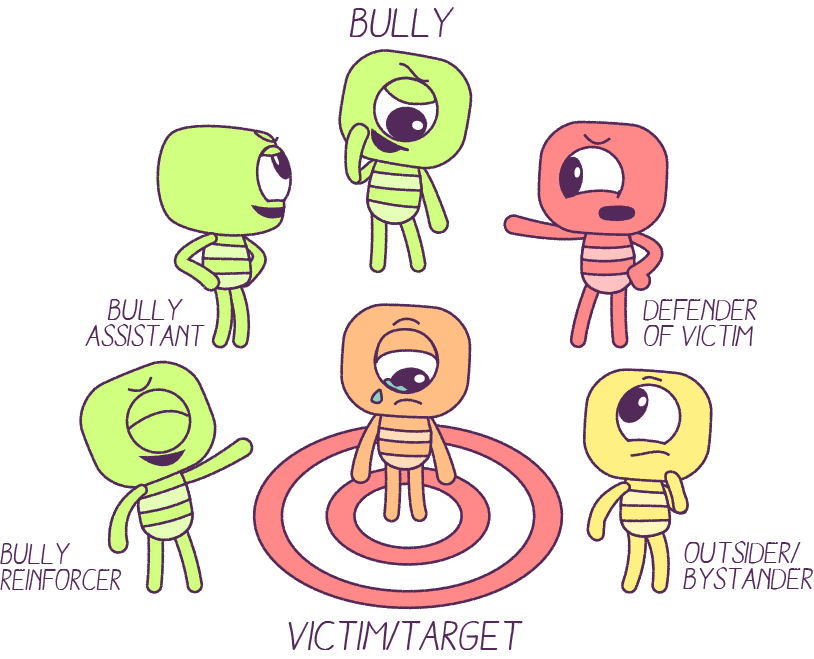 BULLY
BULLY
ASSISTANT
DEFENDER
OF VICTIM
BULLY
REINFORCER
OUTSIDER/
BYSTANDER
VICTIM/TARGET